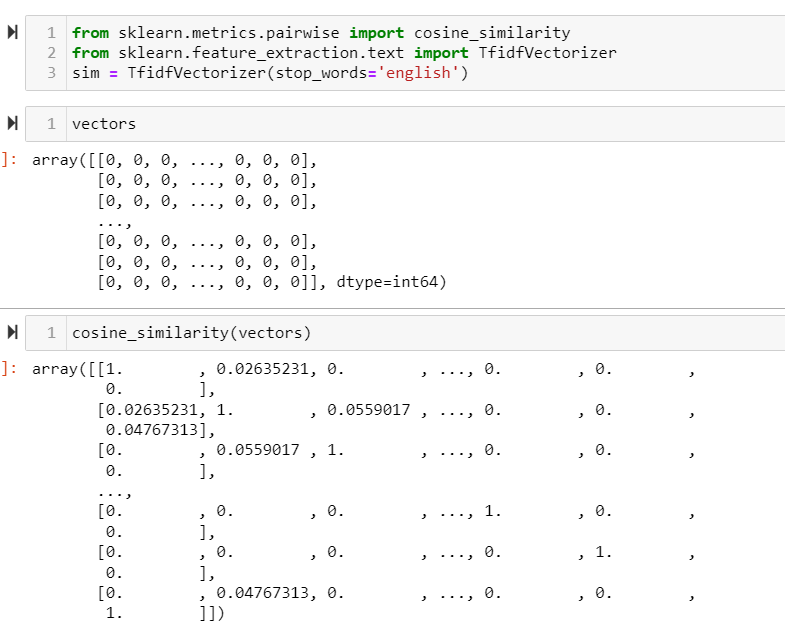 1 from sklearn.metrics.pairwise import cosine_similarity
2 from sklearn.feature_extraction.text import TfidfVectorizer
3 sim = TfidfVectorizer(stop_words='english')
1 vectors
]: array([[0, 0, 0, ..., 0, 0, 0],
[0, 0, 0, ..., 0, 0, 0],
[0, 0, 0, ..., 0, 0, 0],
...,
[0, 0, 0, ..., 0, 0, 0],
[0, 0, 0, ..., 0, 0, 0],
[0, 0, 0, ..., 0, 0, 0]], dtype=int64)
1 cosine_similarity(vectors)
]: array([[1.        , 0.02635231, 0.        , ..., 0.        , 0.        ,
0.        ],
[0.02635231, 1.        , 0.0559017 , ..., 0.        , 0.        ,
0.04767313],
[0.        , 0.0559017 , 1.        , ..., 0.        , 0.        ,
0.        ],
...,
[0.        , 0.        , 0.        , ..., 1.        , 0.        ,
0.        ],
[0.        , 0.        , 0.        , ..., 0.        , 1.        ,
0.        ],
[0.        , 0.04767313, 0.        , ..., 0.        , 0.        ,
1.        ]])